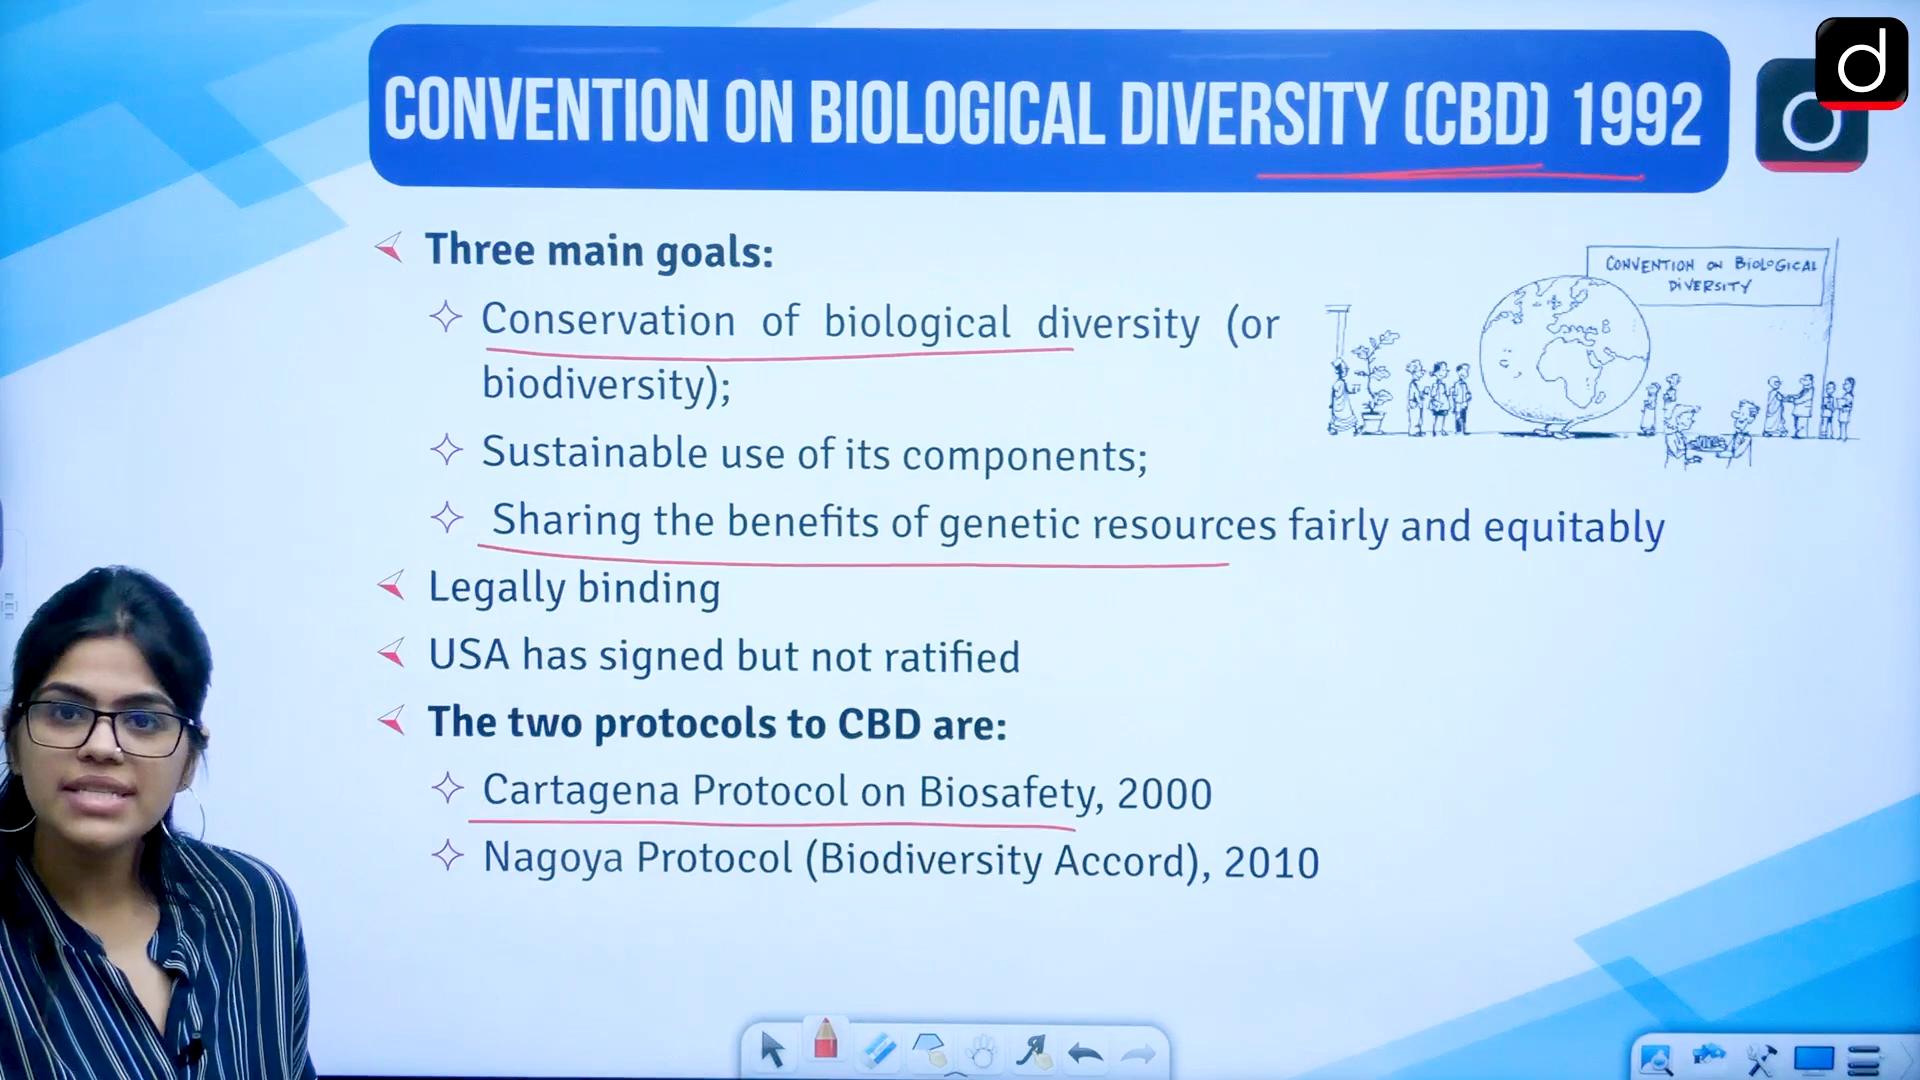 CONVENTION ON BIOLOGICAL DIVERSITY (CBD) 1992
d
Three main goals:
CONVENTION ON BIOLOGICAL
DIVERSITY
Conservation of biological diversity (or
biodiversity);
Sustainable use of its components;
Sharing the benefits of genetic resources fairly and equitably
Legally binding
USA has signed but not ratified
The two protocols to CBD are:
Cartagena Protocol on Biosafety, 2000
Nagoya Protocol (Biodiversity Accord), 2010